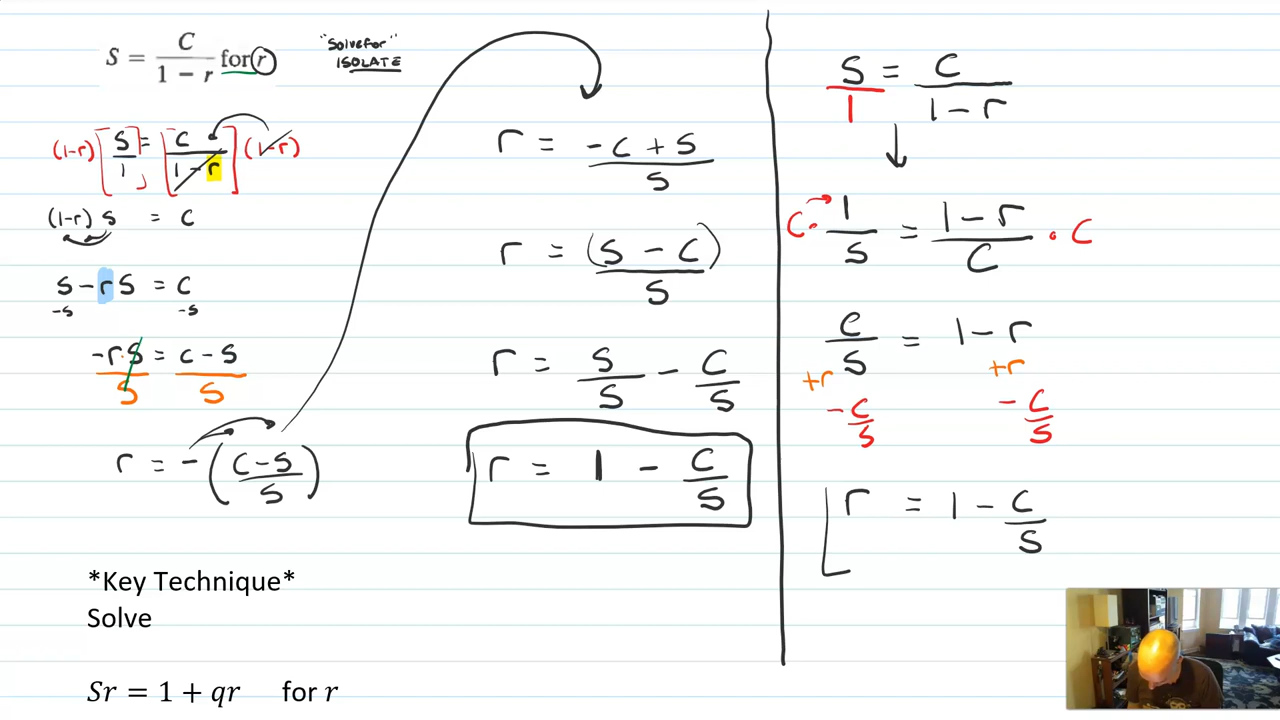 S = C / (1 − r) for r
"Solve for"
ISOLATE
(1-r) [S/1] = [C / (1-r)] (1-r)
(1-r) S = C
S - rS = C
-S -S
-r·S = C - S
S S
r = - (C-S / S)
r = -C + S / S
r = (S - C) / S
r = S/S - C/S
r = 1 - C/S
S/1 = C / 1-r
C· 1/S = 1-r / C · C
C/S = 1-r
+r +r
-C/S -C/S
r = 1 - C/S
*Key Technique*
Solve
Sr = 1 + qr for r